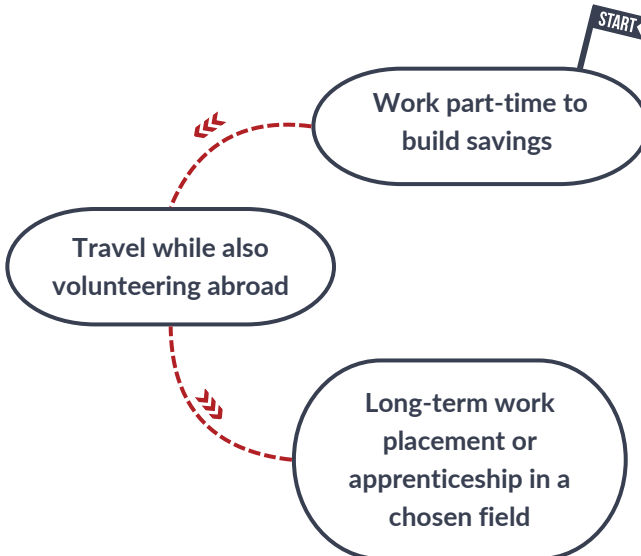 START
Work part-time to
build savings
Travel while also
volunteering abroad
Long-term work
placement or
apprenticeship in a
chosen field